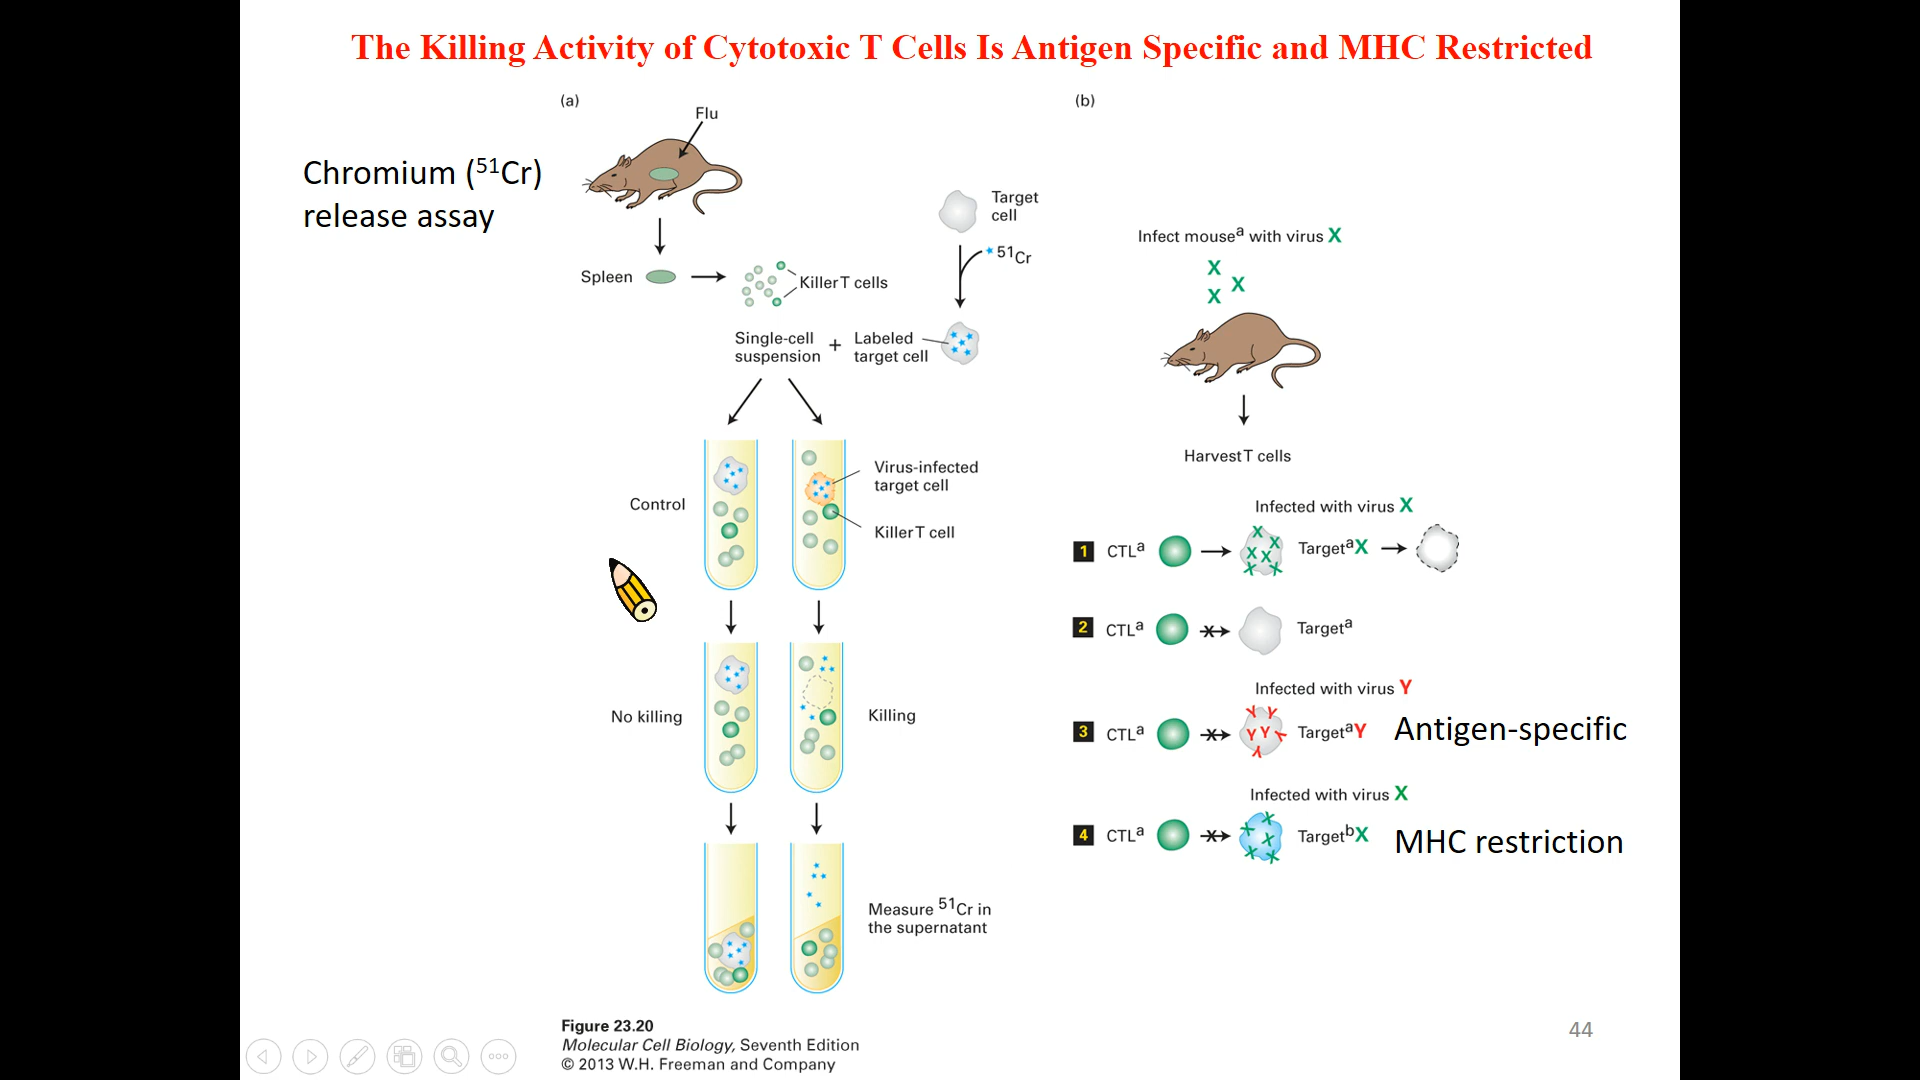 The Killing Activity of Cytotoxic T Cells Is Antigen Specific and MHC Restricted
Chromium (⁵¹Cr)
release assay
(a)
Flu
Spleen
Killer T cells
Target
cell
⁵¹Cr
Single-cell
suspension
+
Labeled
target cell
Control
Virus-infected
target cell
Killer T cell
No killing
Killing
Measure ⁵¹Cr in
the supernatant
(b)
Infect mouseᵃ with virus X
X
X
X
Harvest T cells
Infected with virus X
1 CTLᵃ TargetᵃX
2 CTLᵃ Targetᵃ
Infected with virus Y
3 CTLᵃ TargetᵃY Antigen-specific
Infected with virus X
4 CTLᵃ TargetᵇX MHC restriction
Figure 23.20
Molecular Cell Biology, Seventh Edition
© 2013 W.H. Freeman and Company
44